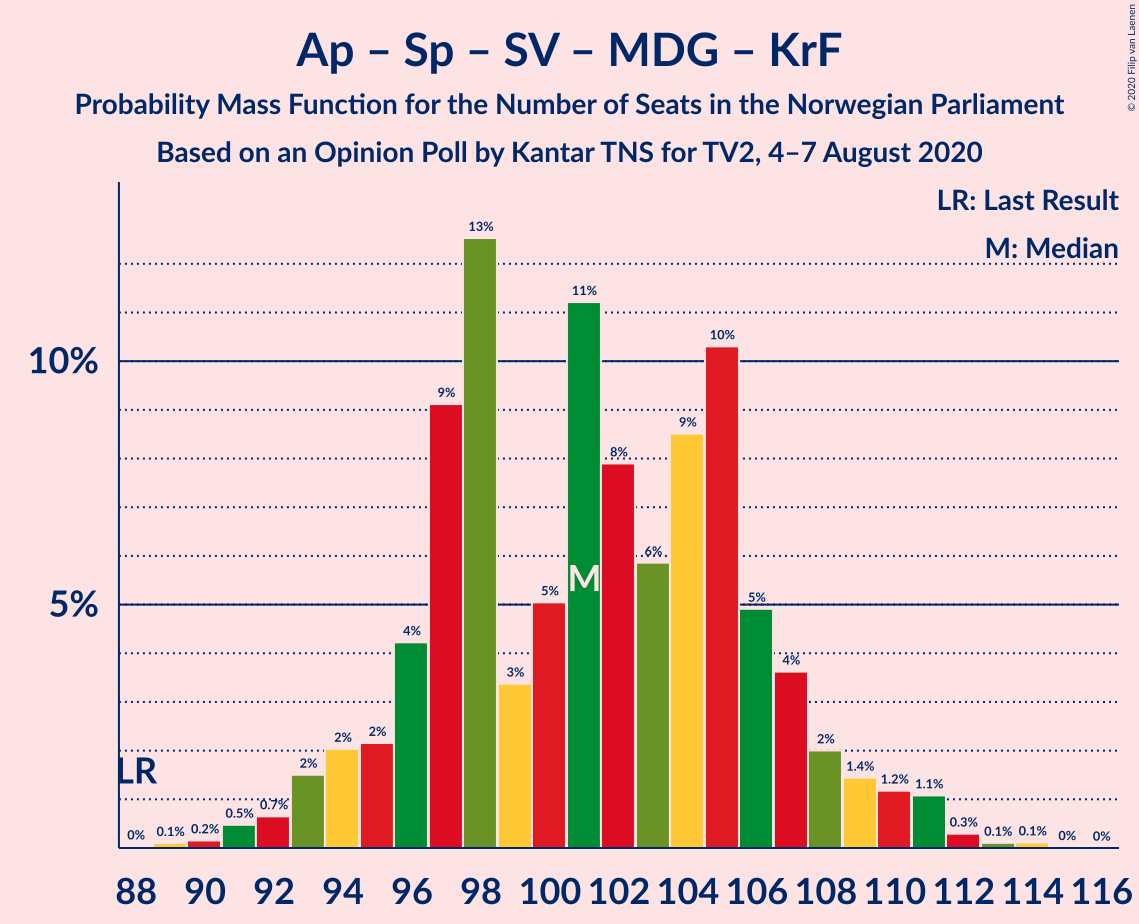 Ap – Sp – SV – MDG – KrF
Probability Mass Function for the Number of Seats in the Norwegian Parliament
Based on an Opinion Poll by Kantar TNS for TV2, 4–7 August 2020
© 2020 Filip van Laenen
LR: Last Result
M: Median
10%
5%
LR
M
0% 0.1% 0.2% 0.5% 0.7% 2% 2% 2% 4% 9% 13% 3% 5% 11% 8% 6% 9% 10% 5% 4% 2% 1.4% 1.2% 1.1% 0.3% 0.1% 0.1% 0% 0%
88 90 92 94 96 98 100 102 104 106 108 110 112 114 116